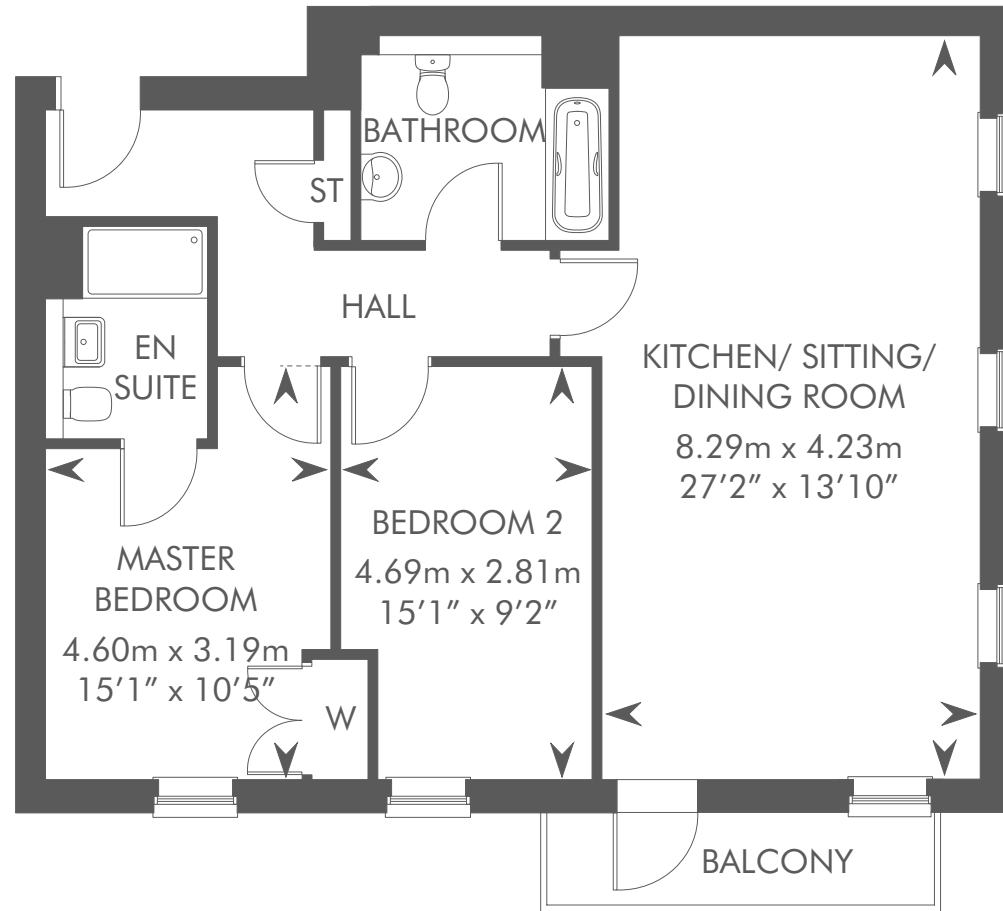 BATHROOM
ST
HALL
EN
SUITE
KITCHEN/ SITTING/
DINING ROOM
8.29m x 4.23m
27’2” x 13’10”
MASTER
BEDROOM
4.60m x 3.19m
15’1” x 10’5”
BEDROOM 2
4.69m x 2.81m
15’1” x 9’2”
W
BALCONY